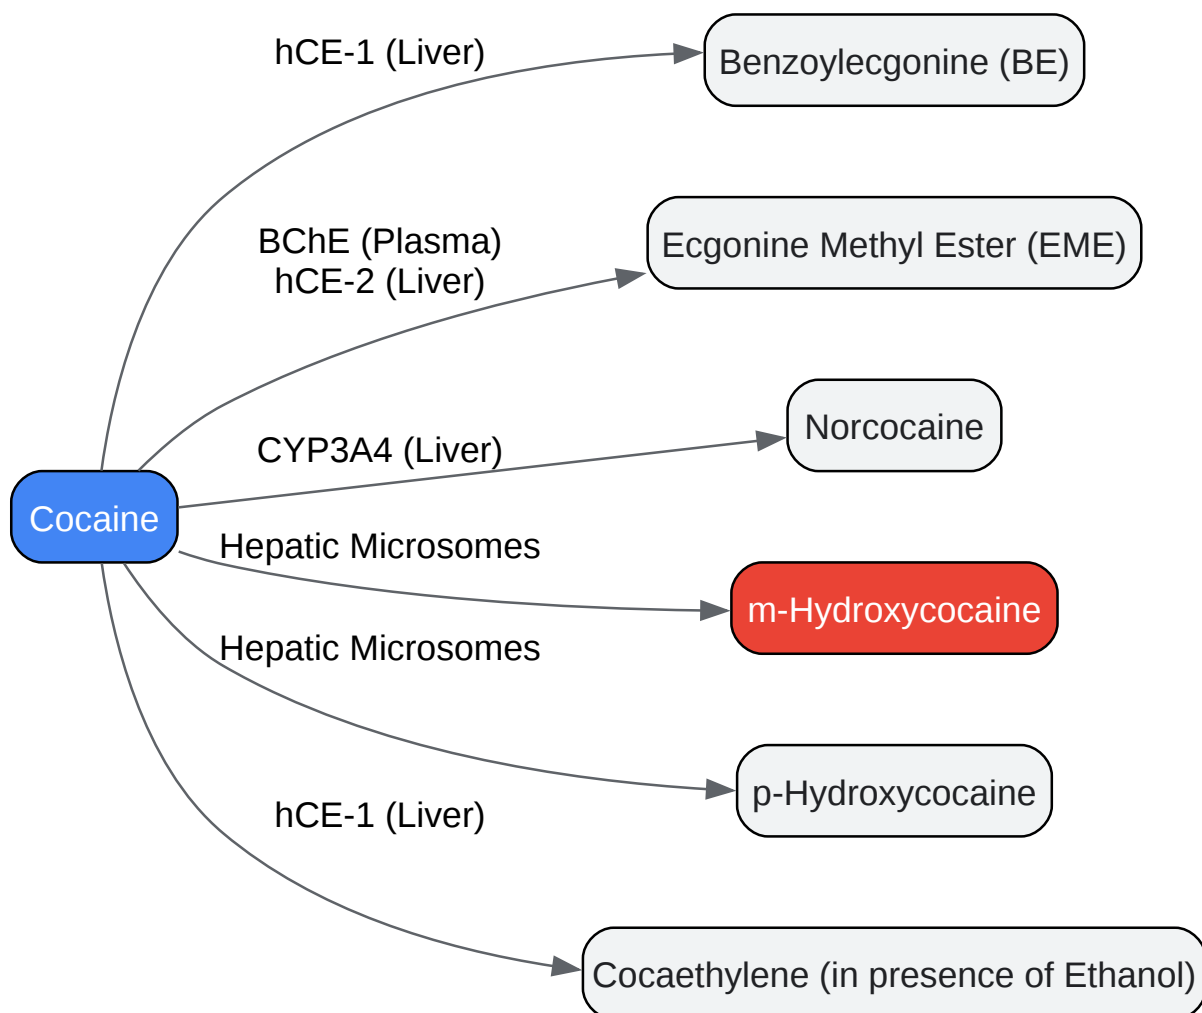 hCE-1 (Liver)
Benzoylecgonine (BE)
BChE (Plasma)
hCE-2 (Liver)
Ecgonine Methyl Ester (EME)
CYP3A4 (Liver)
Norcocaine
Cocaine
Hepatic Microsomes
m-Hydroxycocaine
Hepatic Microsomes
p-Hydroxycocaine
hCE-1 (Liver)
Cocaethylene (in presence of Ethanol)